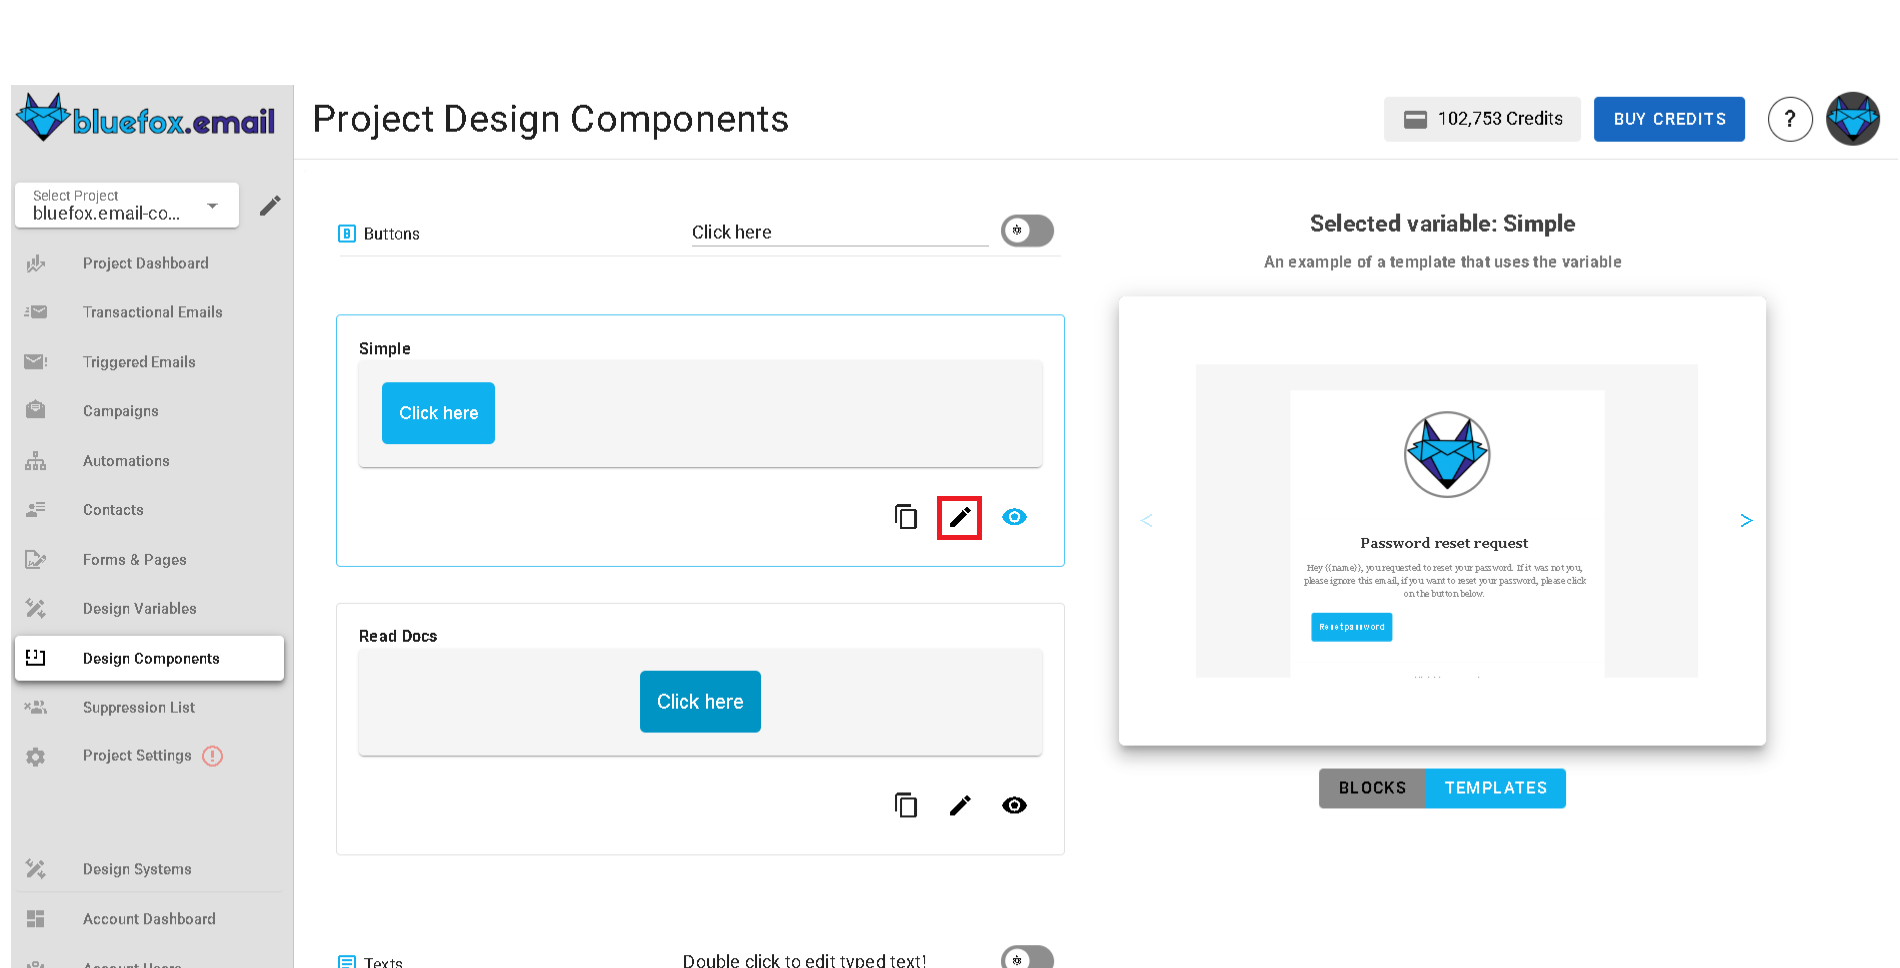 bluefox.email
Project Design Components
102,753 Credits
BUY CREDITS
?
Select Project
bluefox.email-co...
Project Dashboard
Transactional Emails
Triggered Emails
Campaigns
Automations
Contacts
Forms & Pages
Design Variables
Design Components
Suppression List
Project Settings
Design Systems
Account Dashboard
Account Users
B Buttons
Click here
Simple
Click here
Read Docs
Click here
Texts
Double click to edit typed text!
Selected variable: Simple
An example of a template that uses the variable
<
>
Password reset request
Hey {{name}}, you requested to reset your password. If it was not you,
please ignore this email, if you want to reset your password, please click
on the button below.
Reset password
BLOCKS
TEMPLATES